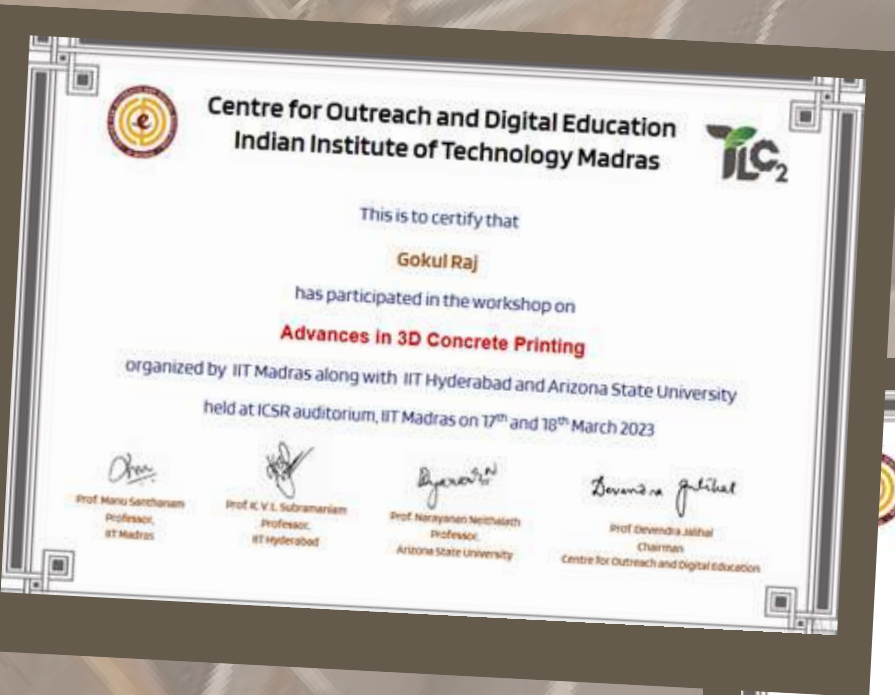 Centre for Outreach and Digital Education
Indian Institute of Technology Madras
TLC2
This is to certify that
Gokul Raj
has participated in the workshop on
Advances in 3D Concrete Printing
organized by IIT Madras along with IIT Hyderabad and Arizona State University
held at ICSR auditorium, IIT Madras on 17th and 18th March 2023
Devendra Jalihal
Prof. Manu Santhanam
Professor,
IIT Madras
Prof. K. V. L. Subramaniam
Professor,
IIT Hyderabad
Prof. Narayanan Neithalath
Professor,
Arizona State University
Prof Devendra Jalihal
Chairman
Centre for Outreach and Digital Education